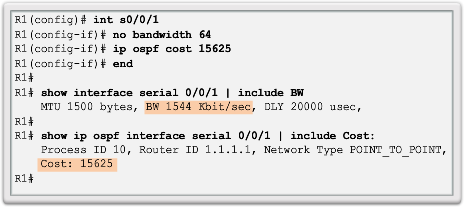 R1(config)# int s0/0/1
R1(config-if)# no bandwidth 64
R1(config-if)# ip ospf cost 15625
R1(config-if)# end
R1#
R1# show interface serial 0/0/1 | include BW
MTU 1500 bytes, BW 1544 Kbit/sec, DLY 20000 usec,
R1#
R1# show ip ospf interface serial 0/0/1 | include Cost:
Process ID 10, Router ID 1.1.1.1, Network Type POINT_TO_POINT,
Cost: 15625
R1#